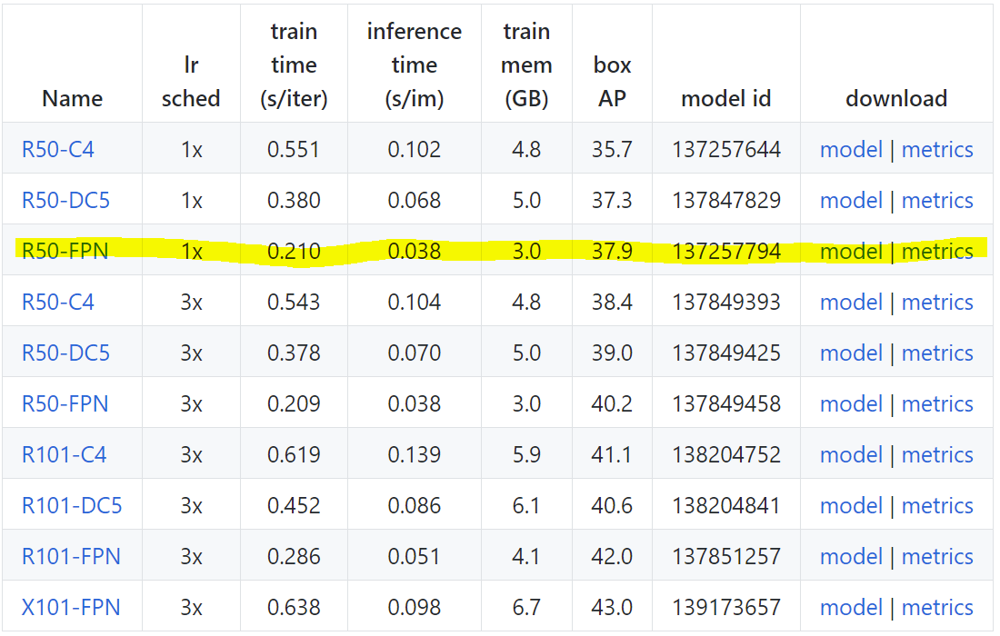 Name lr sched train time (s/iter) inference time (s/im) train mem (GB) box AP model id download
R50-C4 1x 0.551 0.102 4.8 35.7 137257644 model | metrics
R50-DC5 1x 0.380 0.068 5.0 37.3 137847829 model | metrics
R50-FPN 1x 0.210 0.038 3.0 37.9 137257794 model | metrics
R50-C4 3x 0.543 0.104 4.8 38.4 137849393 model | metrics
R50-DC5 3x 0.378 0.070 5.0 39.0 137849425 model | metrics
R50-FPN 3x 0.209 0.038 3.0 40.2 137849458 model | metrics
R101-C4 3x 0.619 0.139 5.9 41.1 138204752 model | metrics
R101-DC5 3x 0.452 0.086 6.1 40.6 138204841 model | metrics
R101-FPN 3x 0.286 0.051 4.1 42.0 137851257 model | metrics
X101-FPN 3x 0.638 0.098 6.7 43.0 139173657 model | metrics